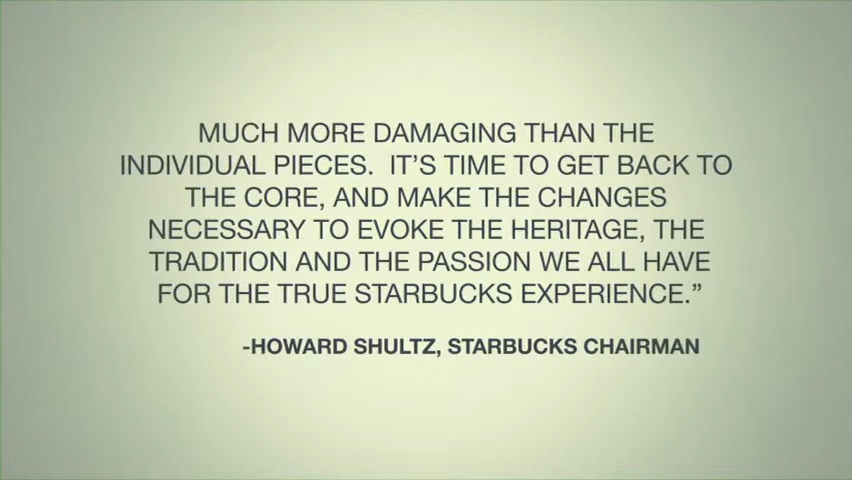 MUCH MORE DAMAGING THAN THE
INDIVIDUAL PIECES.  IT’S TIME TO GET BACK TO
THE CORE, AND MAKE THE CHANGES
NECESSARY TO EVOKE THE HERITAGE, THE
TRADITION AND THE PASSION WE ALL HAVE
FOR THE TRUE STARBUCKS EXPERIENCE.”
-HOWARD SHULTZ, STARBUCKS CHAIRMAN